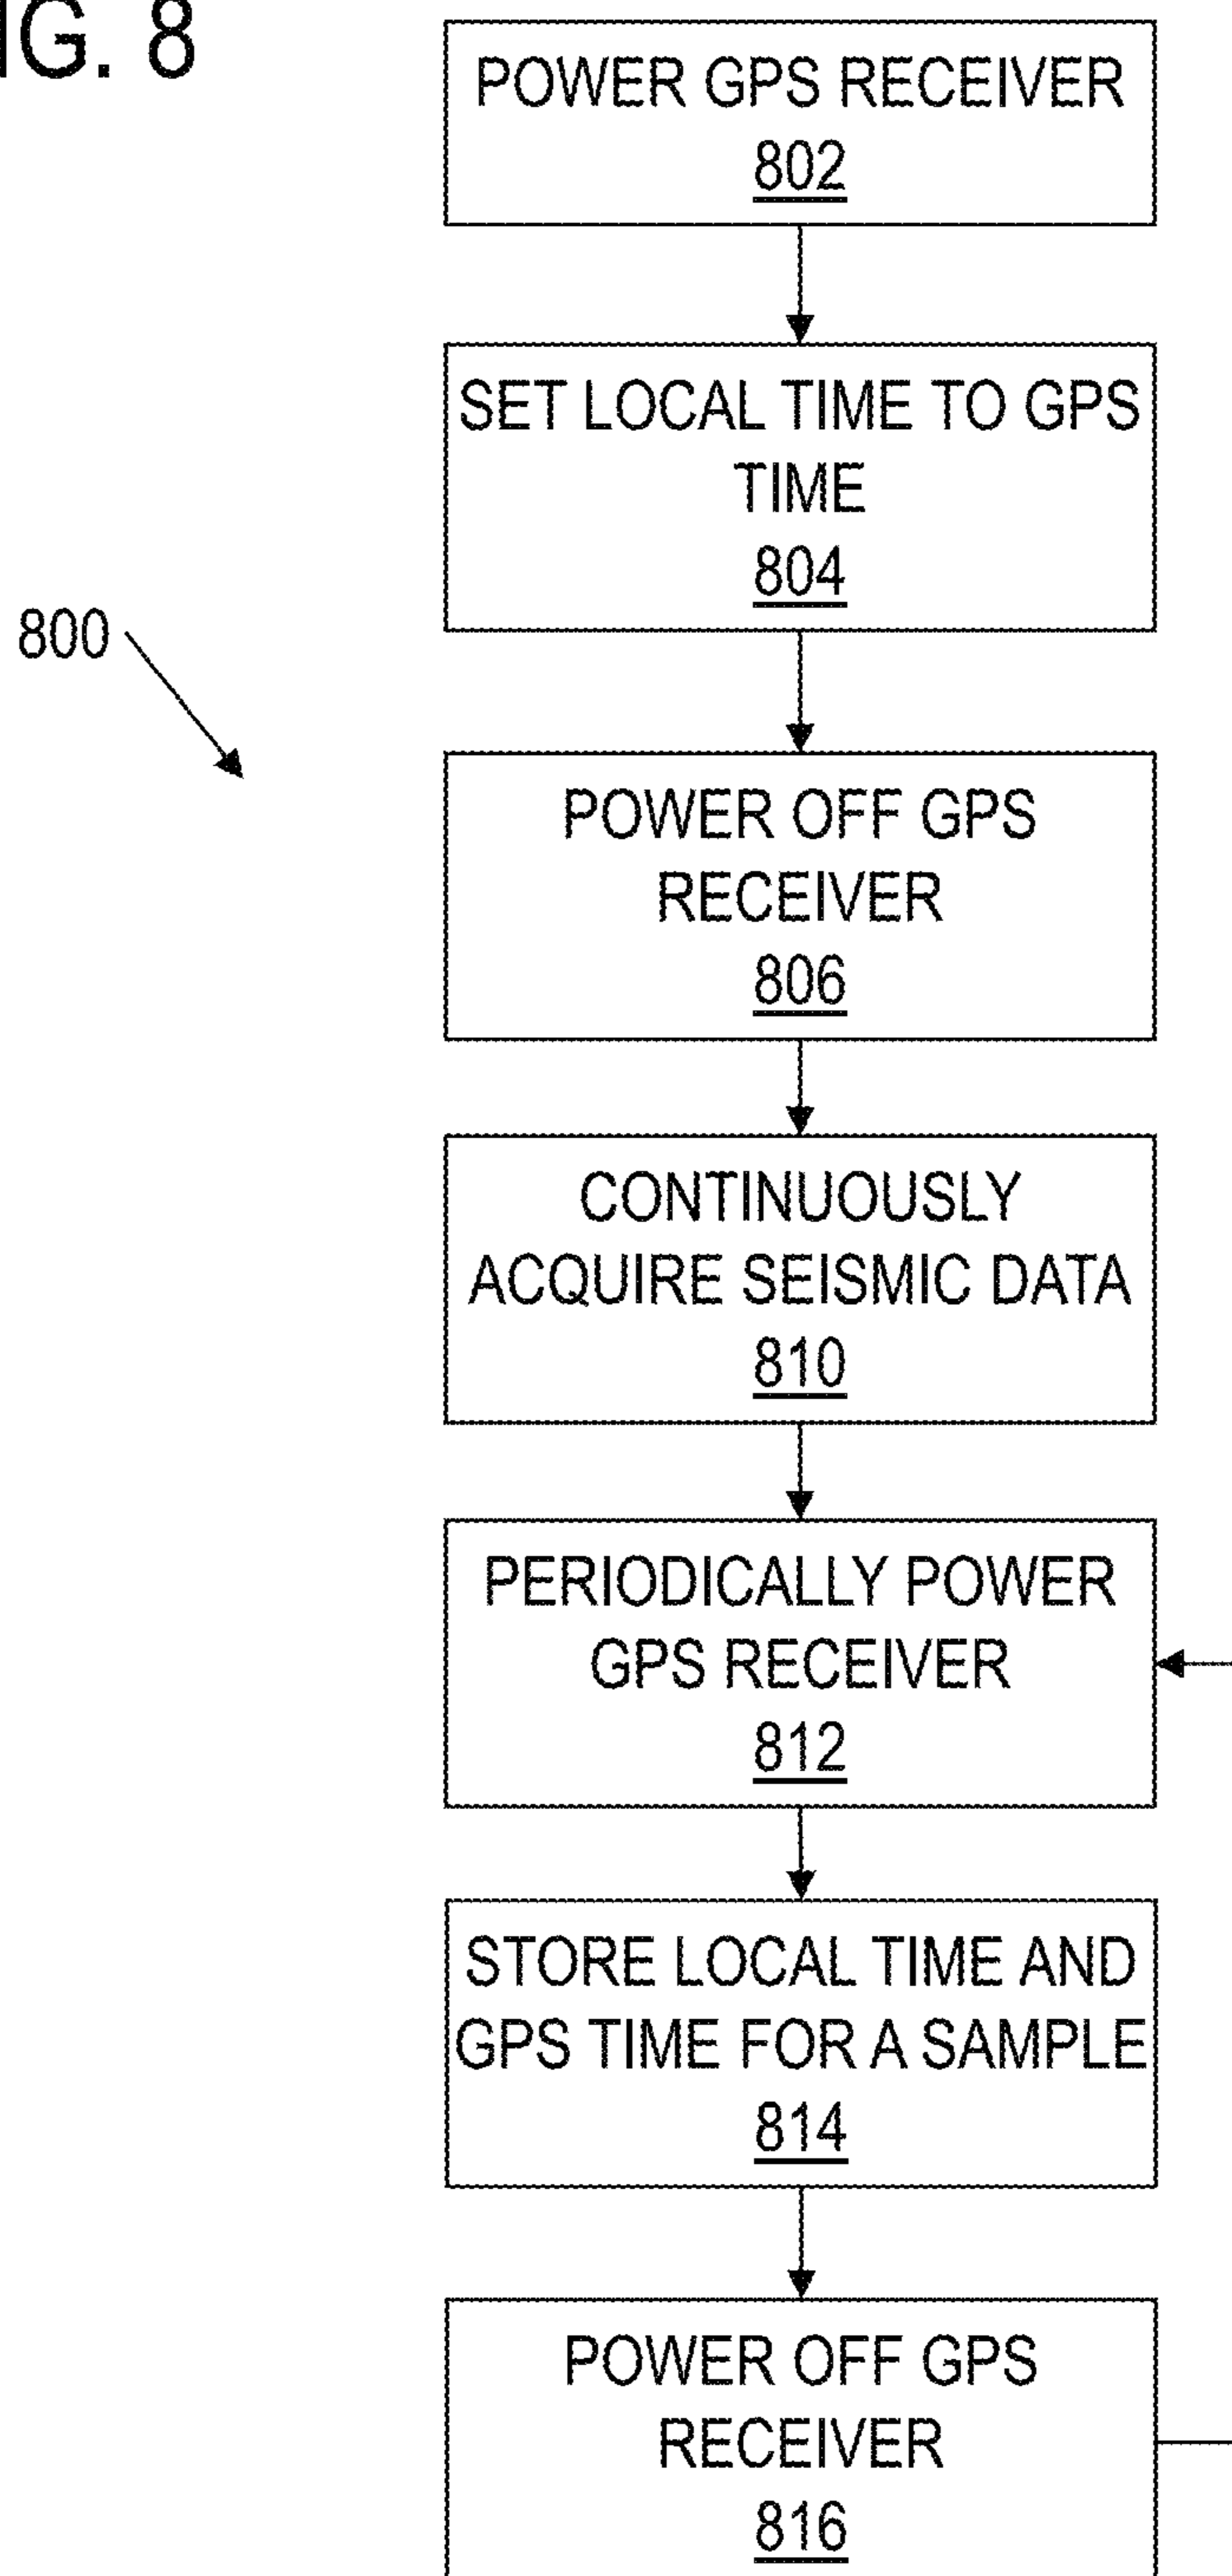 IG. 8
POWER GPS RECEIVER
802
SET LOCAL TIME TO GPS
TIME
804
800
POWER OFF GPS
RECEIVER
806
CONTINUOUSLY
ACQUIRE SEISMIC DATA
810
PERIODICALLY POWER
GPS RECEIVER
812
STORE LOCAL TIME AND
GPS TIME FOR A SAMPLE
814
POWER OFF GPS
RECEIVER
816